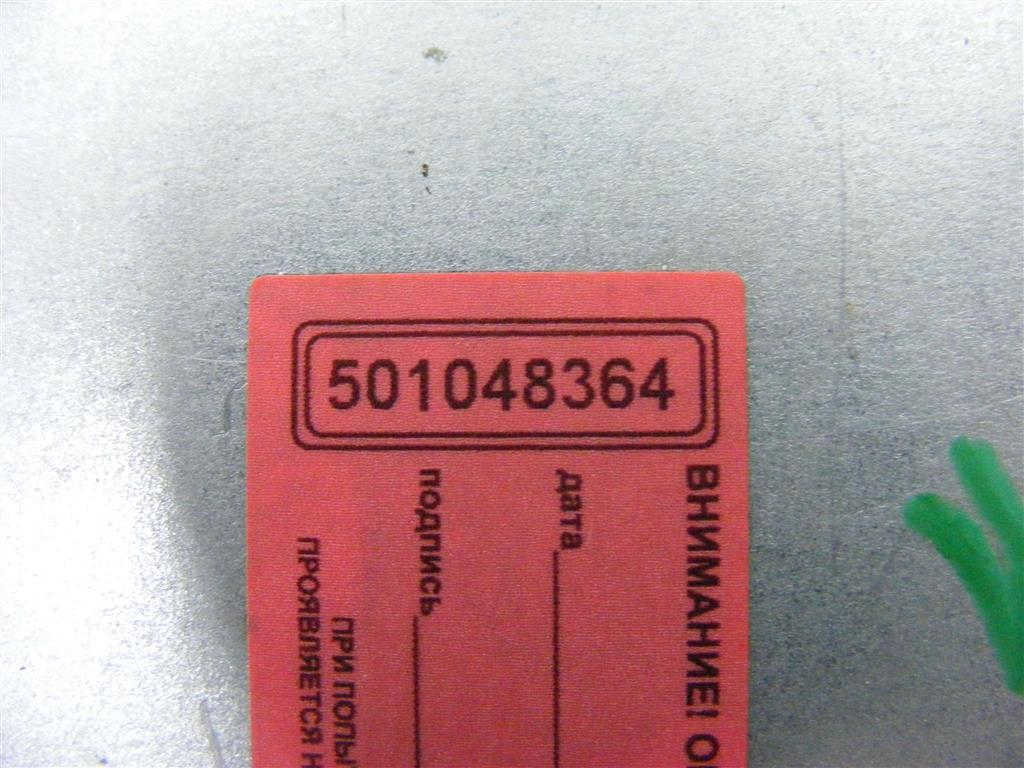 501048364
ВНИМАНИЕ!
дата
подпись
ПРИ
ПРОЯВЛЯЕТСЯ